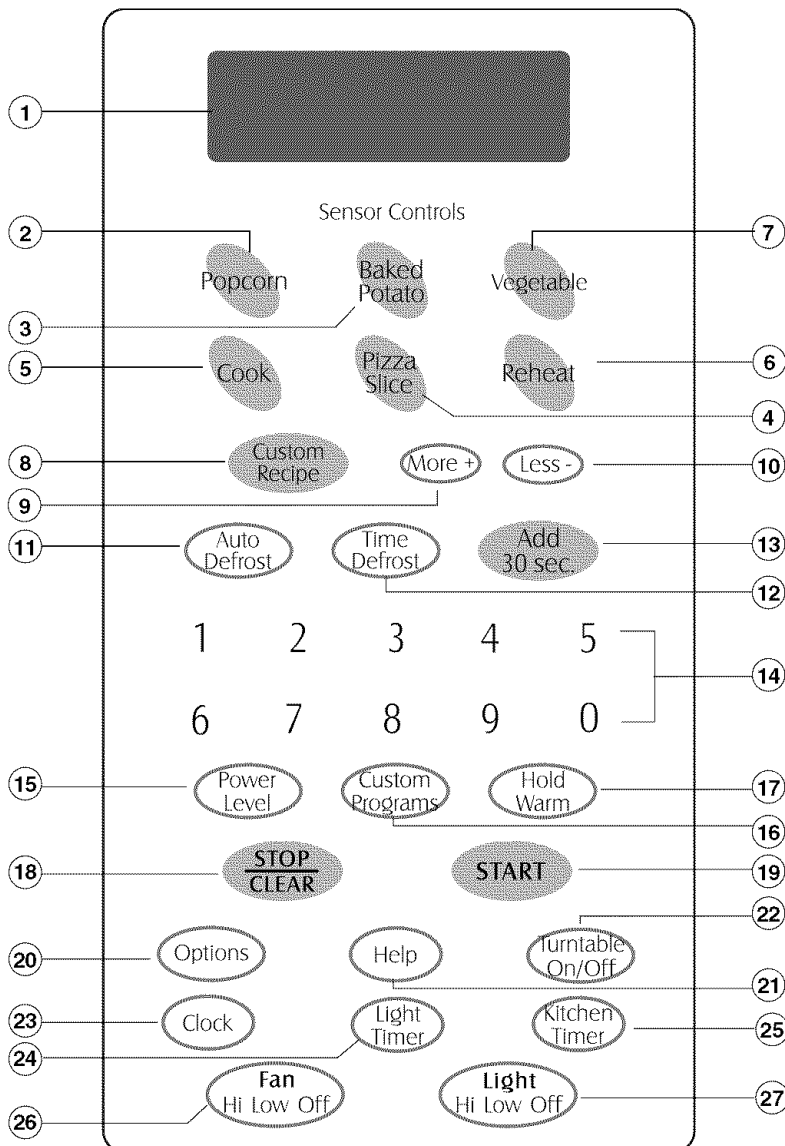 1
Sensor Controls
2
7
Popcorn
Baked
Potato
Vegetable
3
5
Cook
Pizza
Slice
Reheat
6
4
8
Custom
Recipe
More +
Less -
10
9
11
Auto
Defrost
Time
Defrost
Add
30 sec.
13
12
1 2 3 4 5
14
6 7 8 9 0
15
Power
Level
Custom
Programs
Hold
Warm
17
16
18
STOP
CLEAR
START
19
22
20
Options
Help
Turntable
On/Off
21
23
Clock
Light
Timer
Kitchen
Timer
25
24
Fan
Hi Low Off
Light
Hi Low Off
26
27